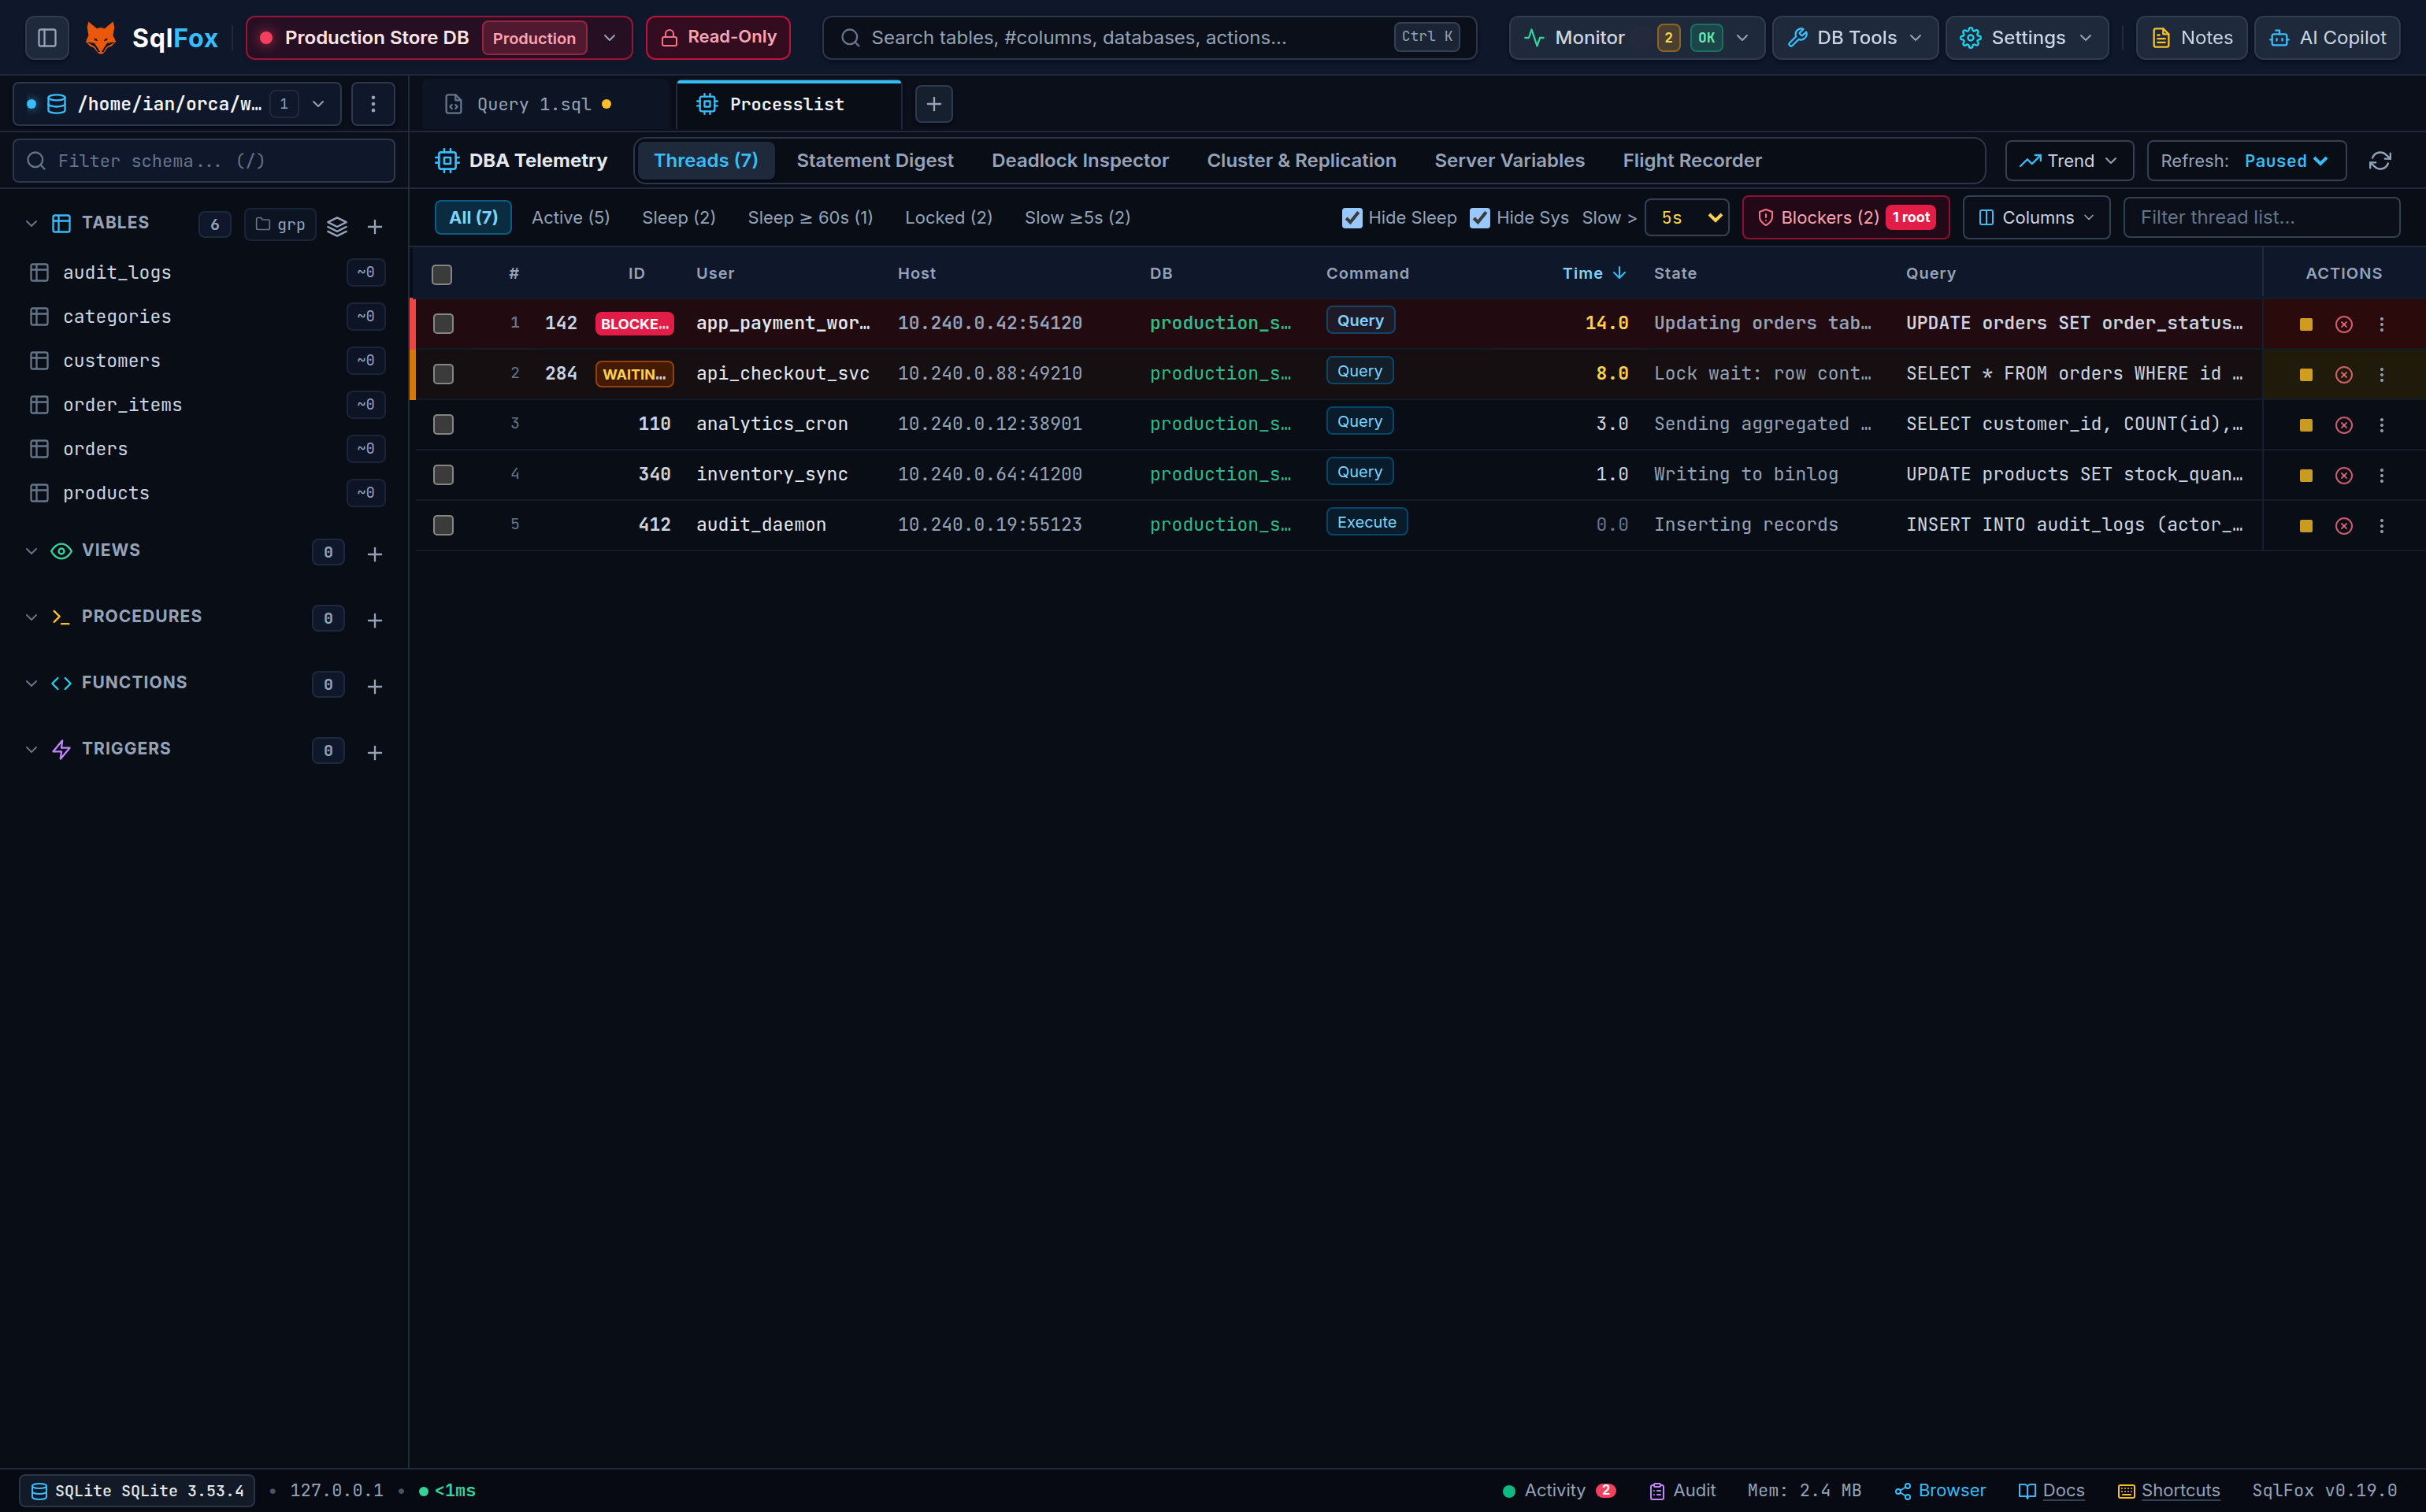 SqlFox Production Store DB Production Read-Only Search tables, #columns, databases, actions... Ctrl K Monitor 2 OK DB Tools Settings Notes AI Copilot
/home/ian/orca/w… 1 Query 1.sql Processlist
Filter schema... (/) DBA Telemetry Threads (7) Statement Digest Deadlock Inspector Cluster & Replication Server Variables Flight Recorder Trend Refresh: Paused
TABLES 6 grp All (7) Active (5) Sleep (2) Sleep ≥ 60s (1) Locked (2) Slow ≥5s (2) Hide Sleep Hide Sys Slow > 5s Blockers (2) 1 root Columns Filter thread list...
# ID User Host DB Command Time ↓ State Query ACTIONS
1 142 BLOCKE… app_payment_wor… 10.240.0.42:54120 production_s… Query 14.0 Updating orders tab… UPDATE orders SET order_status…
2 284 WAITIN… api_checkout_svc 10.240.0.88:49210 production_s… Query 8.0 Lock wait: row cont… SELECT * FROM orders WHERE id …
3 110 analytics_cron 10.240.0.12:38901 production_s… Query 3.0 Sending aggregated … SELECT customer_id, COUNT(id),…
4 340 inventory_sync 10.240.0.64:41200 production_s… Query 1.0 Writing to binlog UPDATE products SET stock_quan…
5 412 audit_daemon 10.240.0.19:55123 production_s… Execute 0.0 Inserting records INSERT INTO audit_logs (actor_…
audit_logs ~0
categories ~0
customers ~0
order_items ~0
orders ~0
products ~0
VIEWS 0
PROCEDURES 0
FUNCTIONS 0
TRIGGERS 0
SQLite SQLite 3.53.4 • 127.0.0.1 • <1ms Activity 2 Audit Mem: 2.4 MB Browser Docs Shortcuts SqlFox v0.19.0